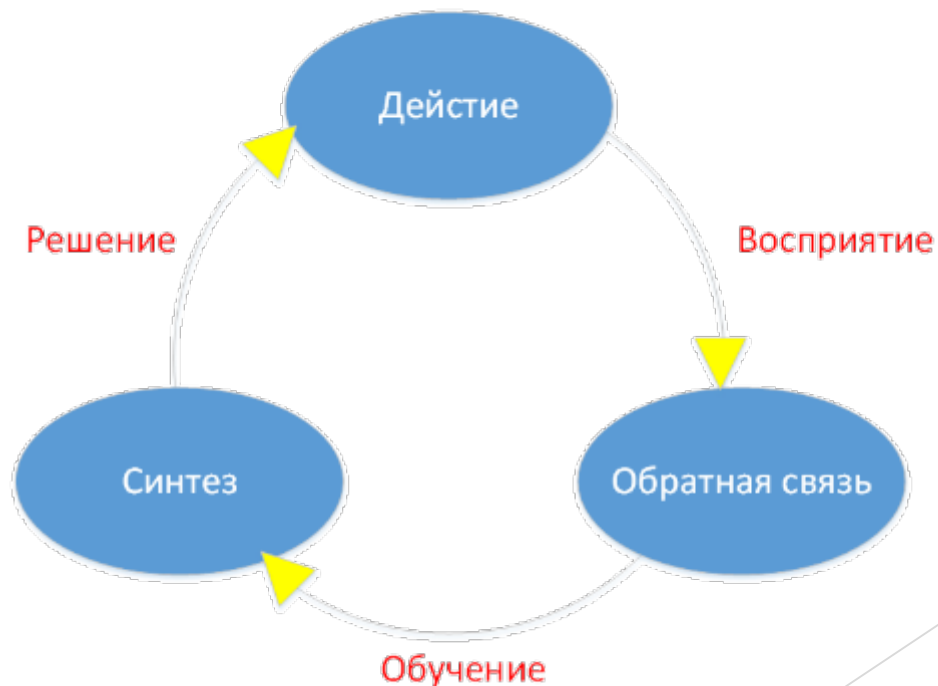 Дейстие
Решение
Восприятие
Синтез
Обратная связь
Обучение